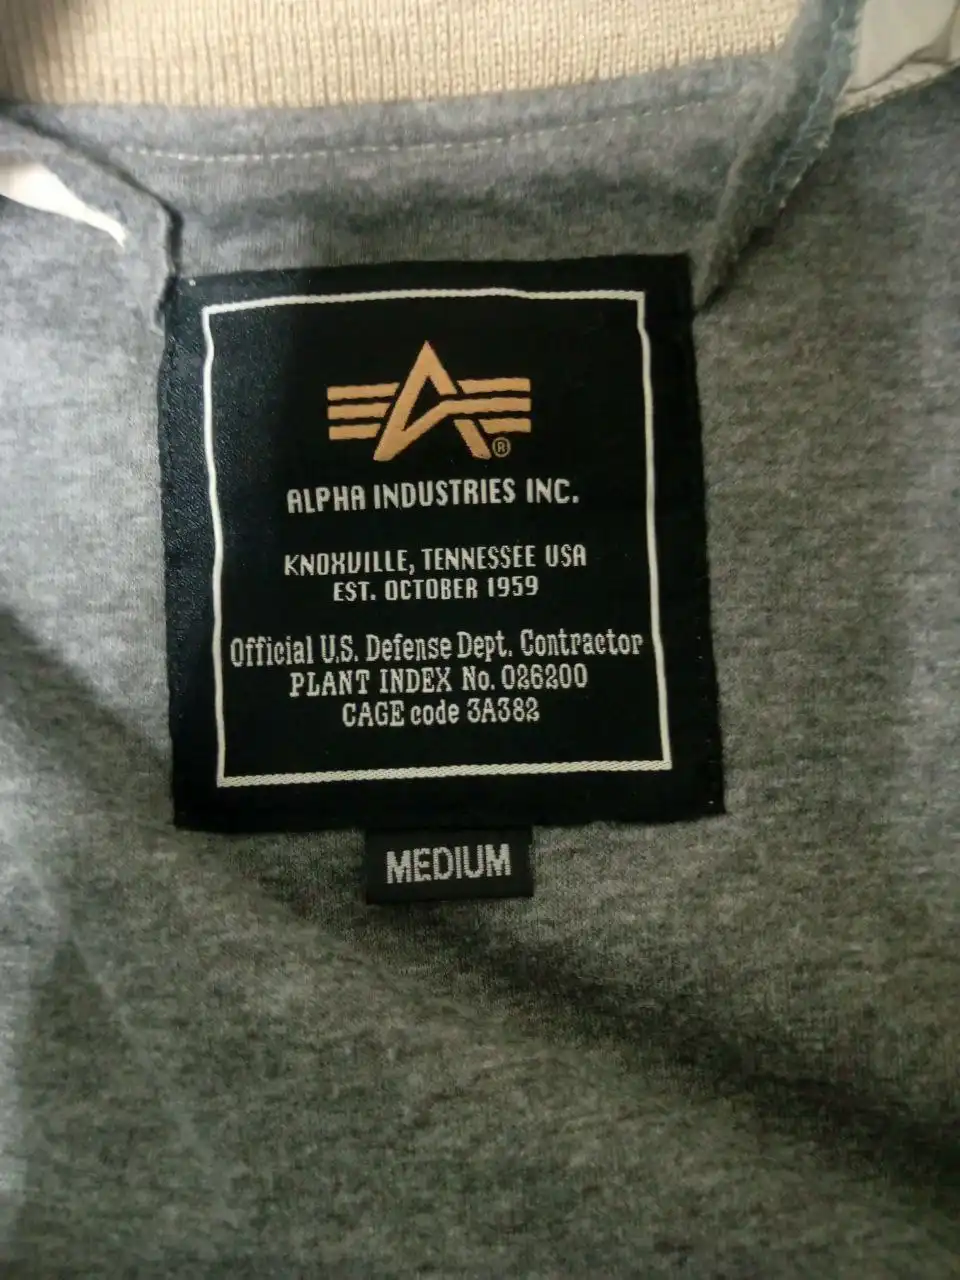 ®
ALPHA INDUSTRIES INC.
KNOXVILLE, TENNESSEE USA
EST. OCTOBER 1959
Official U.S. Defense Dept. Contractor
PLANT INDEX No. 026200
CAGE code 3A382
MEDIUM